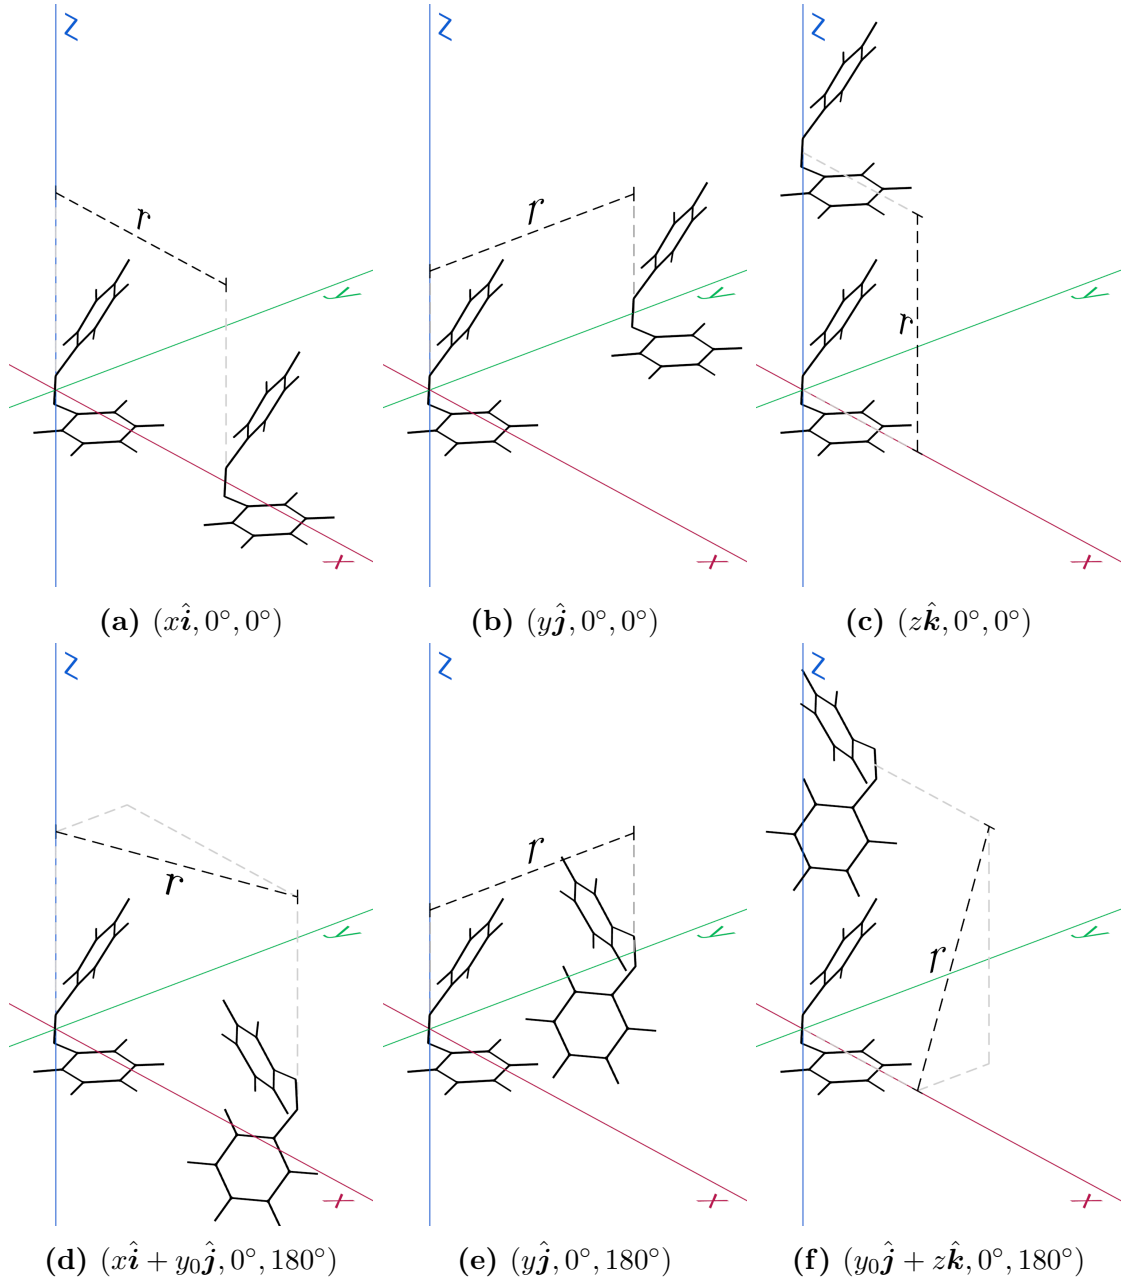 Z
r
y
x
(a) (xî, 0°, 0°)
Z
r
y
x
(b) (yĵ, 0°, 0°)
Z
r
y
x
(c) (zk̂, 0°, 0°)
Z
r
y
x
(d) (xî + y₀ĵ, 0°, 180°)
Z
r
y
x
(e) (yĵ, 0°, 180°)
Z
r
y
x
(f) (y₀ĵ + zk̂, 0°, 180°)